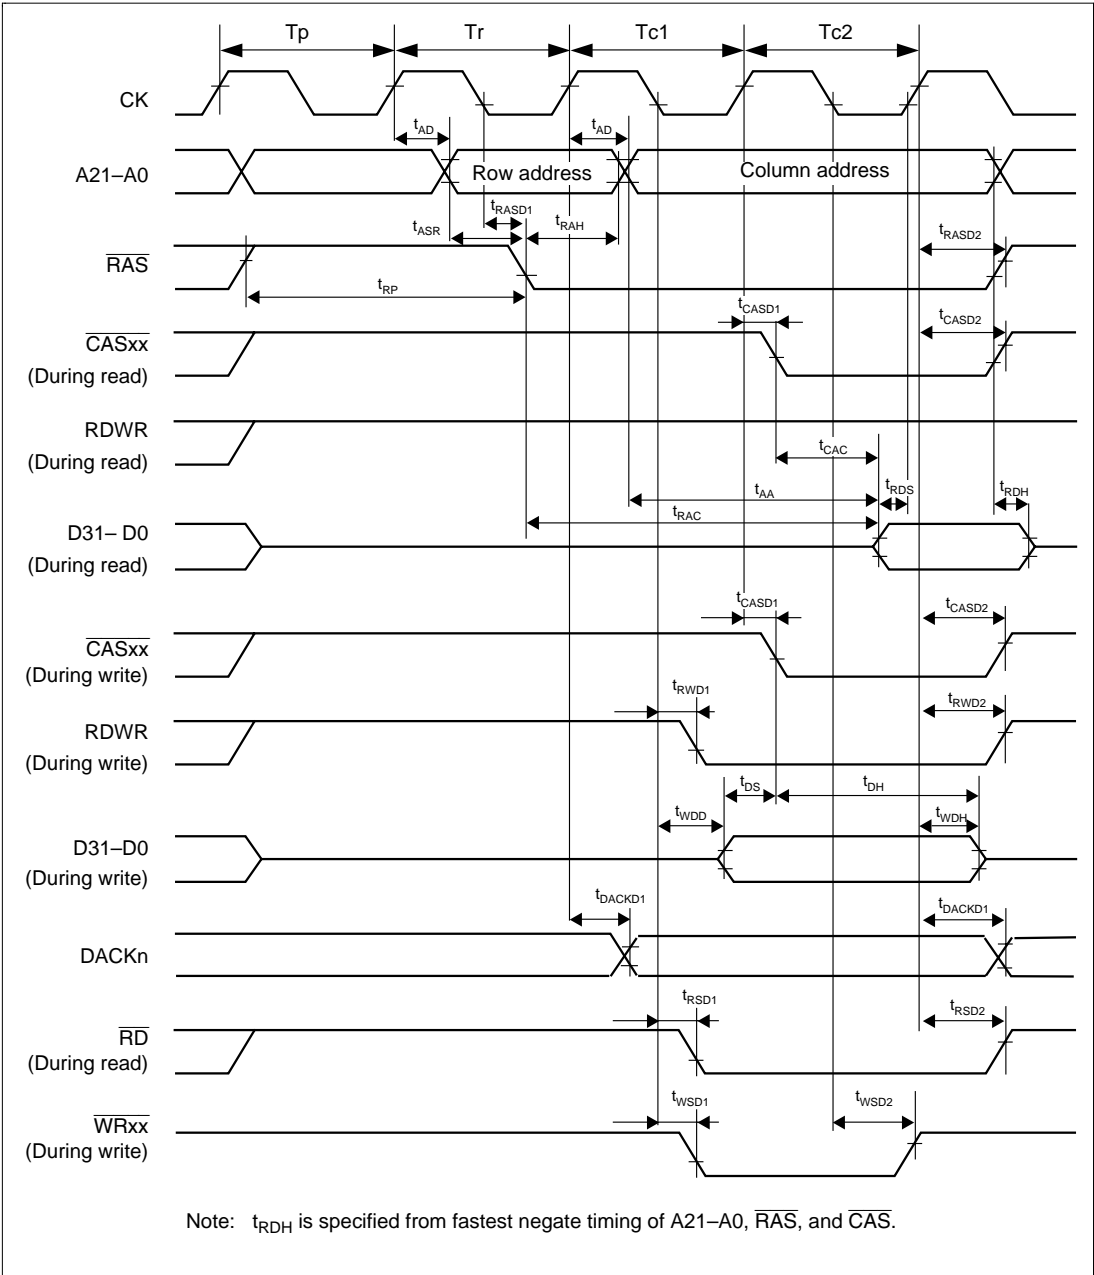 Tp Tr Tc1 Tc2
CK
tAD tAD
A21–A0 Row address Column address
tRASD1
tASR tRAH tRASD2
RAS
tRP
tCASD1 tCASD2
CASxx
(During read)
RDWR
(During read)
tCAC
tAA tRDS tRDH
tRAC
D31– D0
(During read)
tCASD1 tCASD2
CASxx
(During write)
tRWD1 tRWD2
RDWR
(During write)
tDS tDH
tWDD tWDH
D31–D0
(During write)
tDACKD1 tDACKD1
DACKn
tRSD1 tRSD2
RD
(During read)
tWSD1 tWSD2
WRxx
(During write)
Note: tRDH is specified from fastest negate timing of A21–A0, RAS, and CAS.